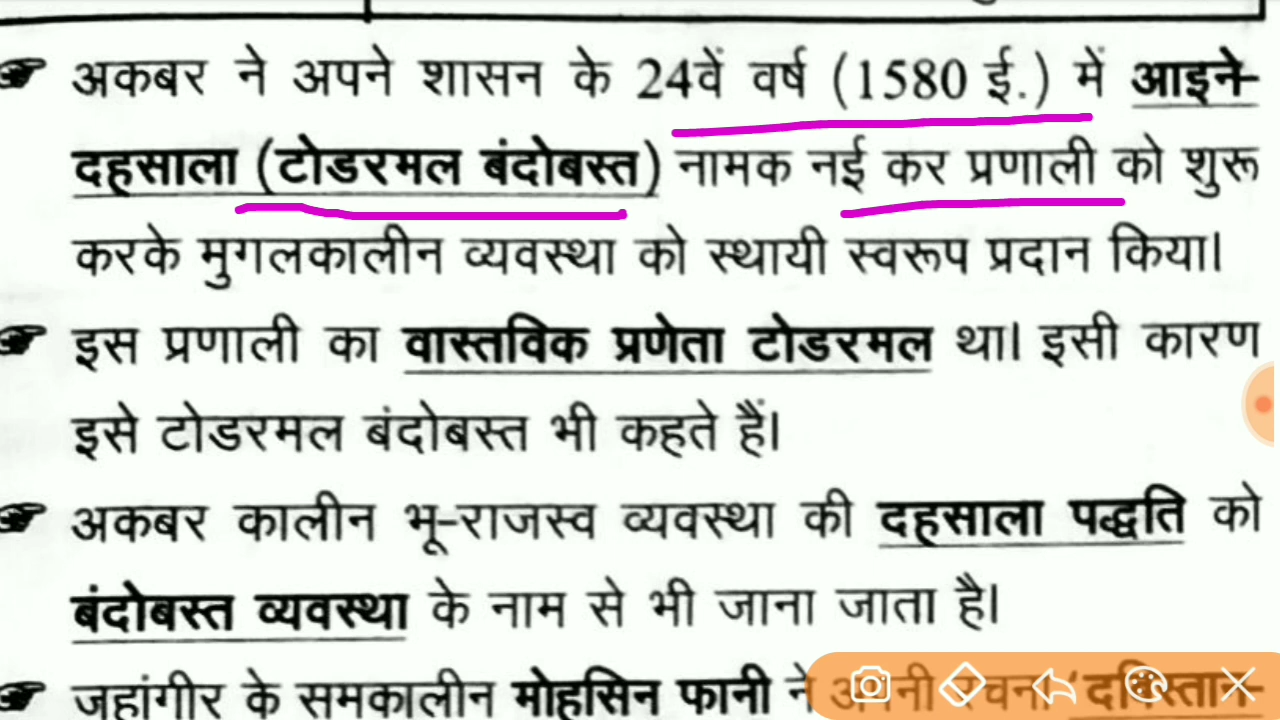 अकबर ने अपने शासन के 24वें वर्ष (1580 ई.) में आइने-
दहसाला (टोडरमल बंदोबस्त) नामक नई कर प्रणाली को शुरू
करके मुगलकालीन व्यवस्था को स्थायी स्वरूप प्रदान किया।
इस प्रणाली का वास्तविक प्रणेता टोडरमल था। इसी कारण
इसे टोडरमल बंदोबस्त भी कहते हैं।
अकबर कालीन भू-राजस्व व्यवस्था की दहसाला पद्धति को
बंदोबस्त व्यवस्था के नाम से भी जाना जाता है।
जहांगीर के समकालीन मोहसिन फानी ने अपनी रचना